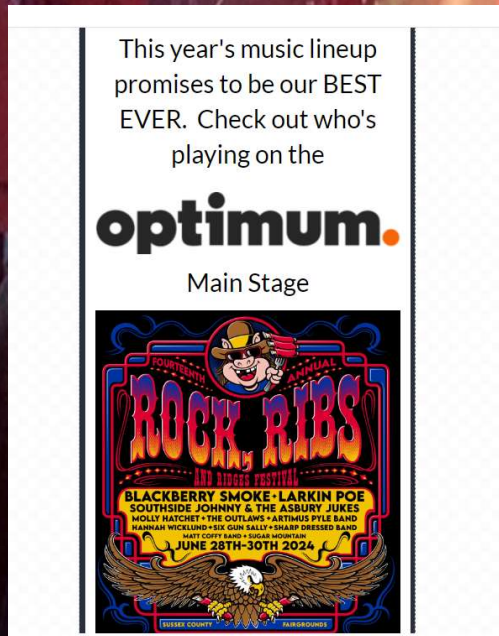 This year's music lineup
promises to be our BEST
EVER. Check out who's
playing on the
optimum.
Main Stage
FOURTEENTH ANNUAL
ROCK, RIBS
AND RIDGES FESTIVAL
BLACKBERRY SMOKE • LARKIN POE
SOUTHSIDE JOHNNY & THE ASBURY JUKES
MOLLY HATCHET • THE OUTLAWS • ARTIMUS PYLE BAND
HANNAH WICKLUND • SIX GUN SALLY • SHARP DRESSED BAND
MATT COFFY BAND • SUGAR MOUNTAIN
JUNE 28TH-30TH 2024
SUSSEX COUNTY FAIRGROUNDS